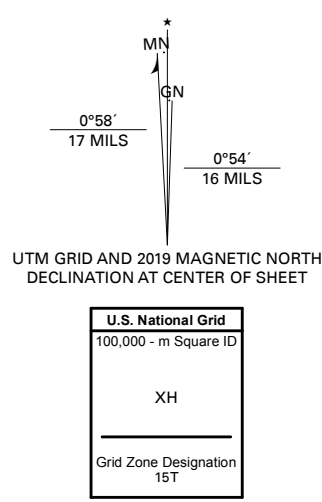 ★
MN
GN
0°58´
17 MILS
0°54´
16 MILS
UTM GRID AND 2019 MAGNETIC NORTH
DECLINATION AT CENTER OF SHEET
U.S. National Grid
100,000 - m Square ID
XH
Grid Zone Designation
15T